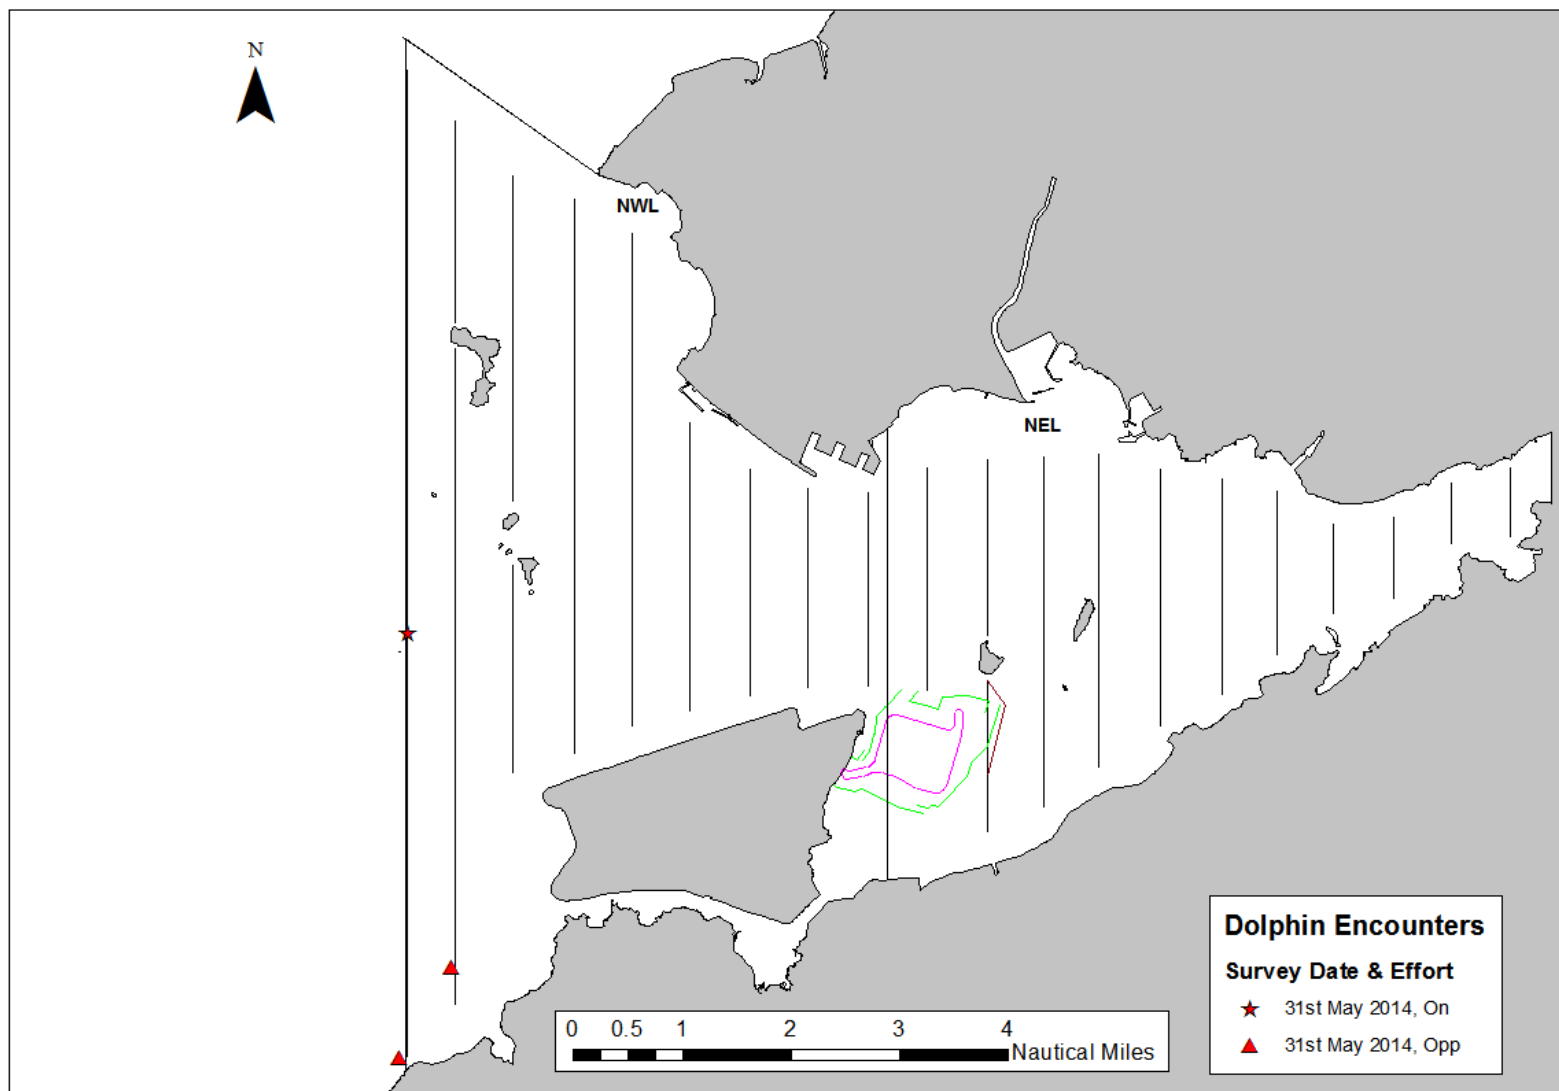 N
NWL
NEL
Dolphin Encounters
Survey Date & Effort
31st May 2014, On
31st May 2014, Opp
0 0.5 1 2 3 4
Nautical Miles